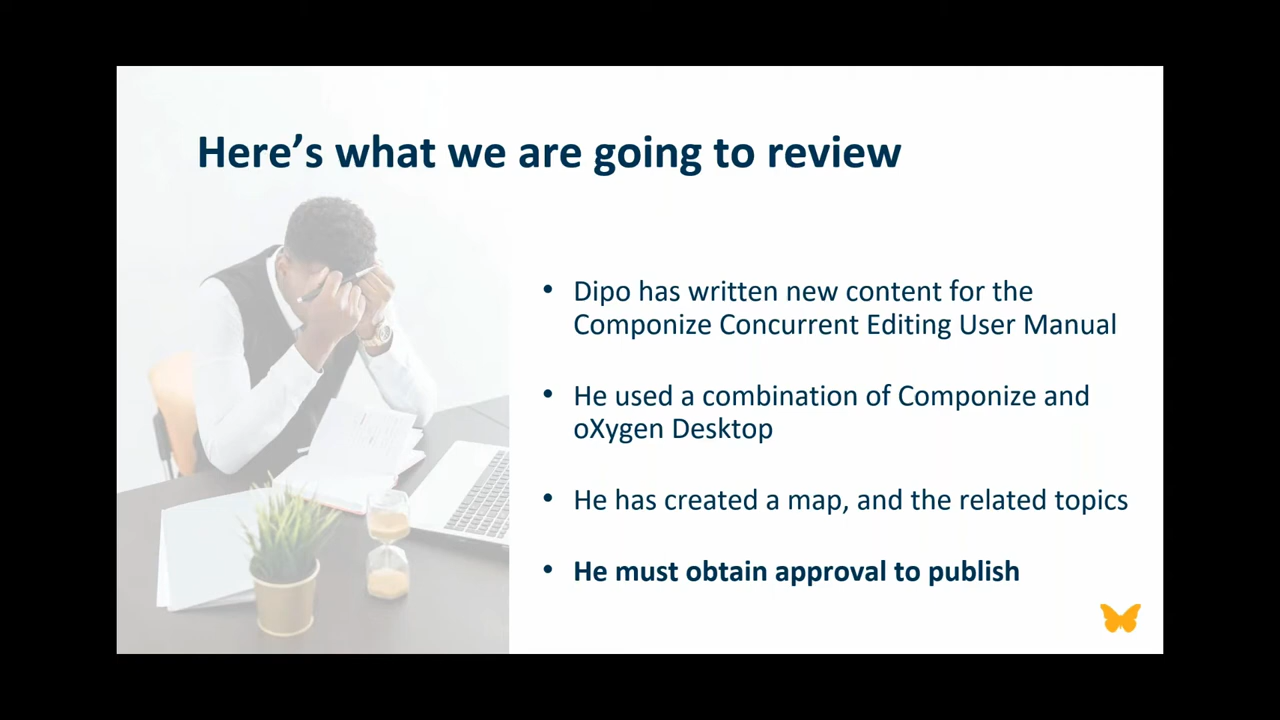 Here’s what we are going to review
• Dipo has written new content for the
Componize Concurrent Editing User Manual
• He used a combination of Componize and
oXygen Desktop
• He has created a map, and the related topics
• He must obtain approval to publish